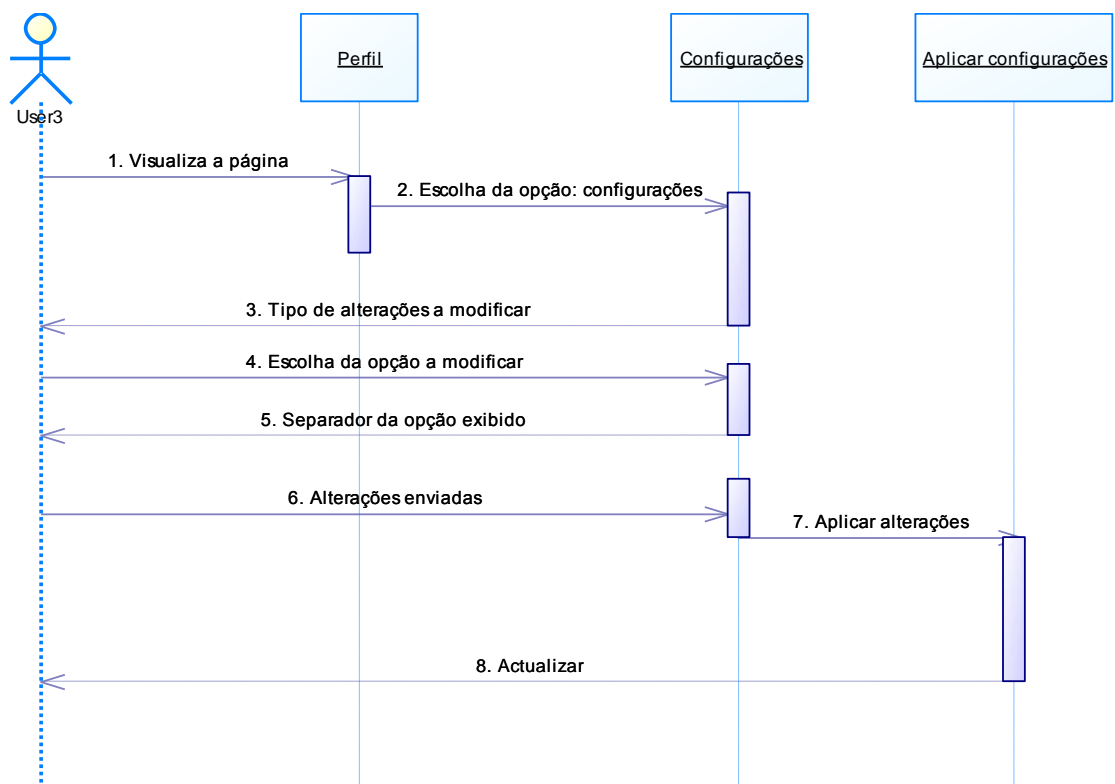 Perfil
Configurações
Aplicar configurações
User3
1. Visualiza a página
2. Escolha da opção: configurações
3. Tipo de alterações a modificar
4. Escolha da opção a modificar
5. Separador da opção exibido
6. Alterações enviadas
7. Aplicar alterações
8. Actualizar